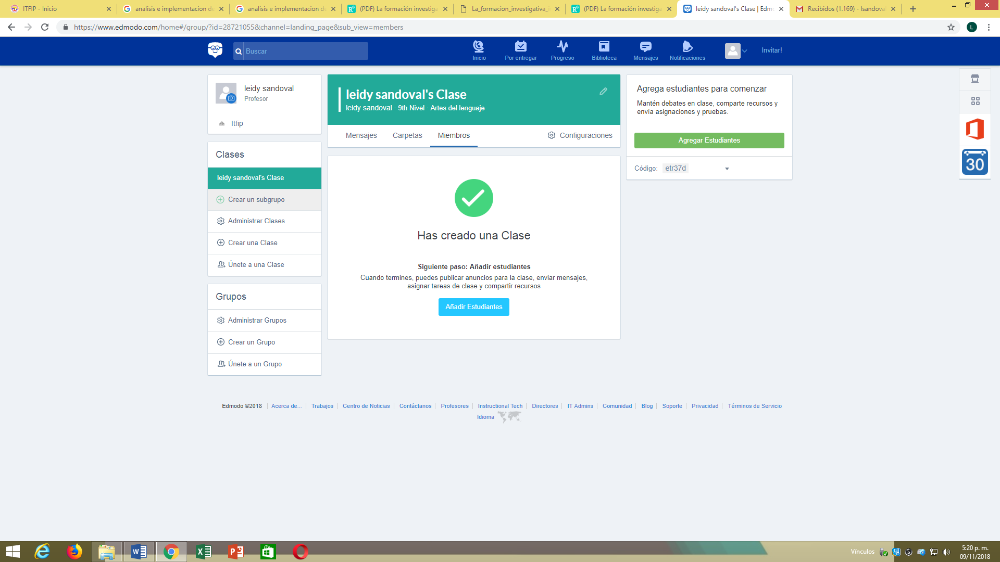 ITFIP - Inicio
analisis e implementacion de
analisis e implementacion de
(PDF) La formación investiga
La_formacion_investigativa_i
(PDF) La formación investiga
leidy sandoval's Clase | Edmo
Recibidos (1.169) - lsandoval
https://www.edmodo.com/home#/group/?id=28721055&channel=landing_page&sub_view=members
L
Buscar
Inicio
Por entregar
Progreso
Biblioteca
Mensajes
Notificaciones
Invitar!
leidy sandoval
Profesor
Itfip
Clases
leidy sandoval's Clase
Crear un subgrupo
Administrar Clases
Crear una Clase
Únete a una Clase
Grupos
Administrar Grupos
Crear un Grupo
Únete a un Grupo
leidy sandoval's Clase
leidy sandoval · 9th Nivel · Artes del lenguaje
Mensajes
Carpetas
Miembros
Configuraciones
Has creado una Clase
Siguiente paso: Añadir estudiantes
Cuando termines, puedes publicar anuncios para la clase, enviar mensajes,
asignar tareas de clase y compartir recursos
Añadir Estudiantes
Agrega estudiantes para comenzar
Mantén debates en clase, comparte recursos y
envía asignaciones y pruebas.
Agregar Estudiantes
Código: etr37d
30
Edmodo ©2018
Acerca de...
Trabajos
Centro de Noticias
Contáctanos
Profesores
Instructional Tech
Directores
IT Admins
Comunidad
Blog
Soporte
Privacidad
Términos de Servicio
Idioma
Vínculos
5:20 p. m.
09/11/2018